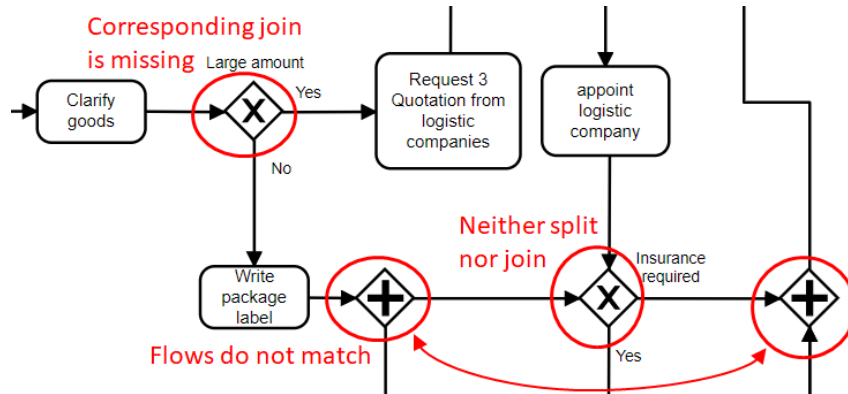 Corresponding join
is missing
Large amount
Clarify
goods
Yes
Request 3
Quotation from
logistic
companies
appoint
logistic
company
No
Neither split
nor join
Insurance
required
Write
package
label
Flows do not match
Yes